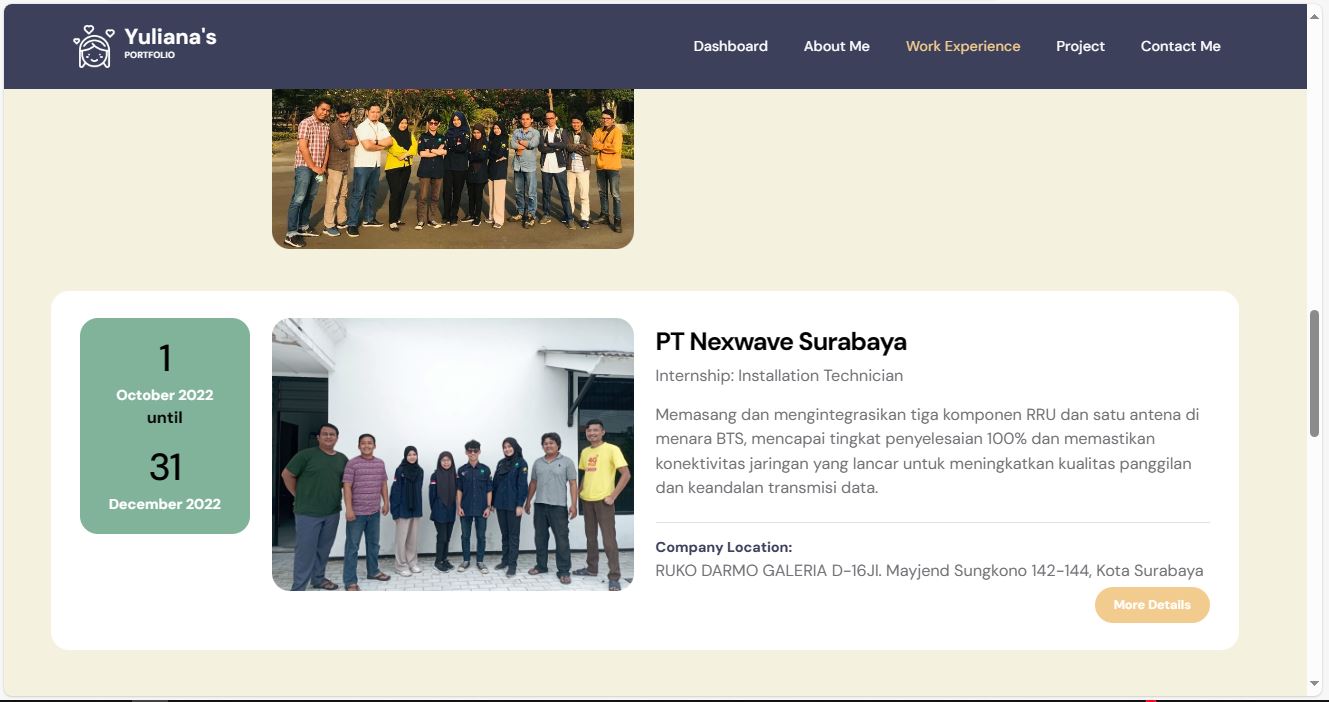 Yuliana's
PORTFOLIO
Dashboard About Me Work Experience Project Contact Me
1
October 2022
until
31
December 2022
PT Nexwave Surabaya
Internship: Installation Technician
Memasang dan mengintegrasikan tiga komponen RRU dan satu antena di
menara BTS, mencapai tingkat penyelesaian 100% dan memastikan
konektivitas jaringan yang lancar untuk meningkatkan kualitas panggilan
dan keandalan transmisi data.
Company Location:
RUKO DARMO GALERIA D-16Jl. Mayjend Sungkono 142-144, Kota Surabaya
More Details